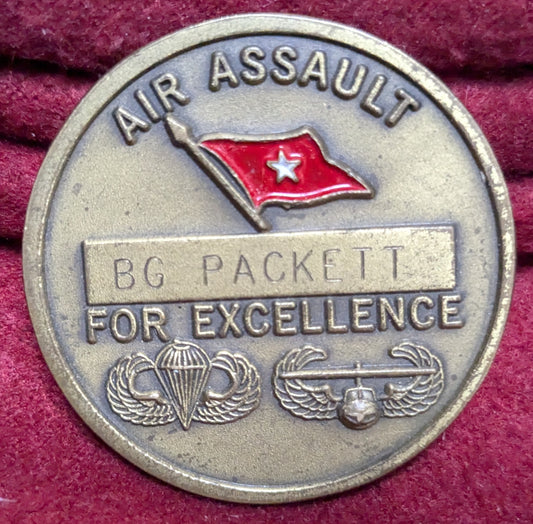 AIR ASSAULT
BG PACKETT
FOR EXCELLENCE